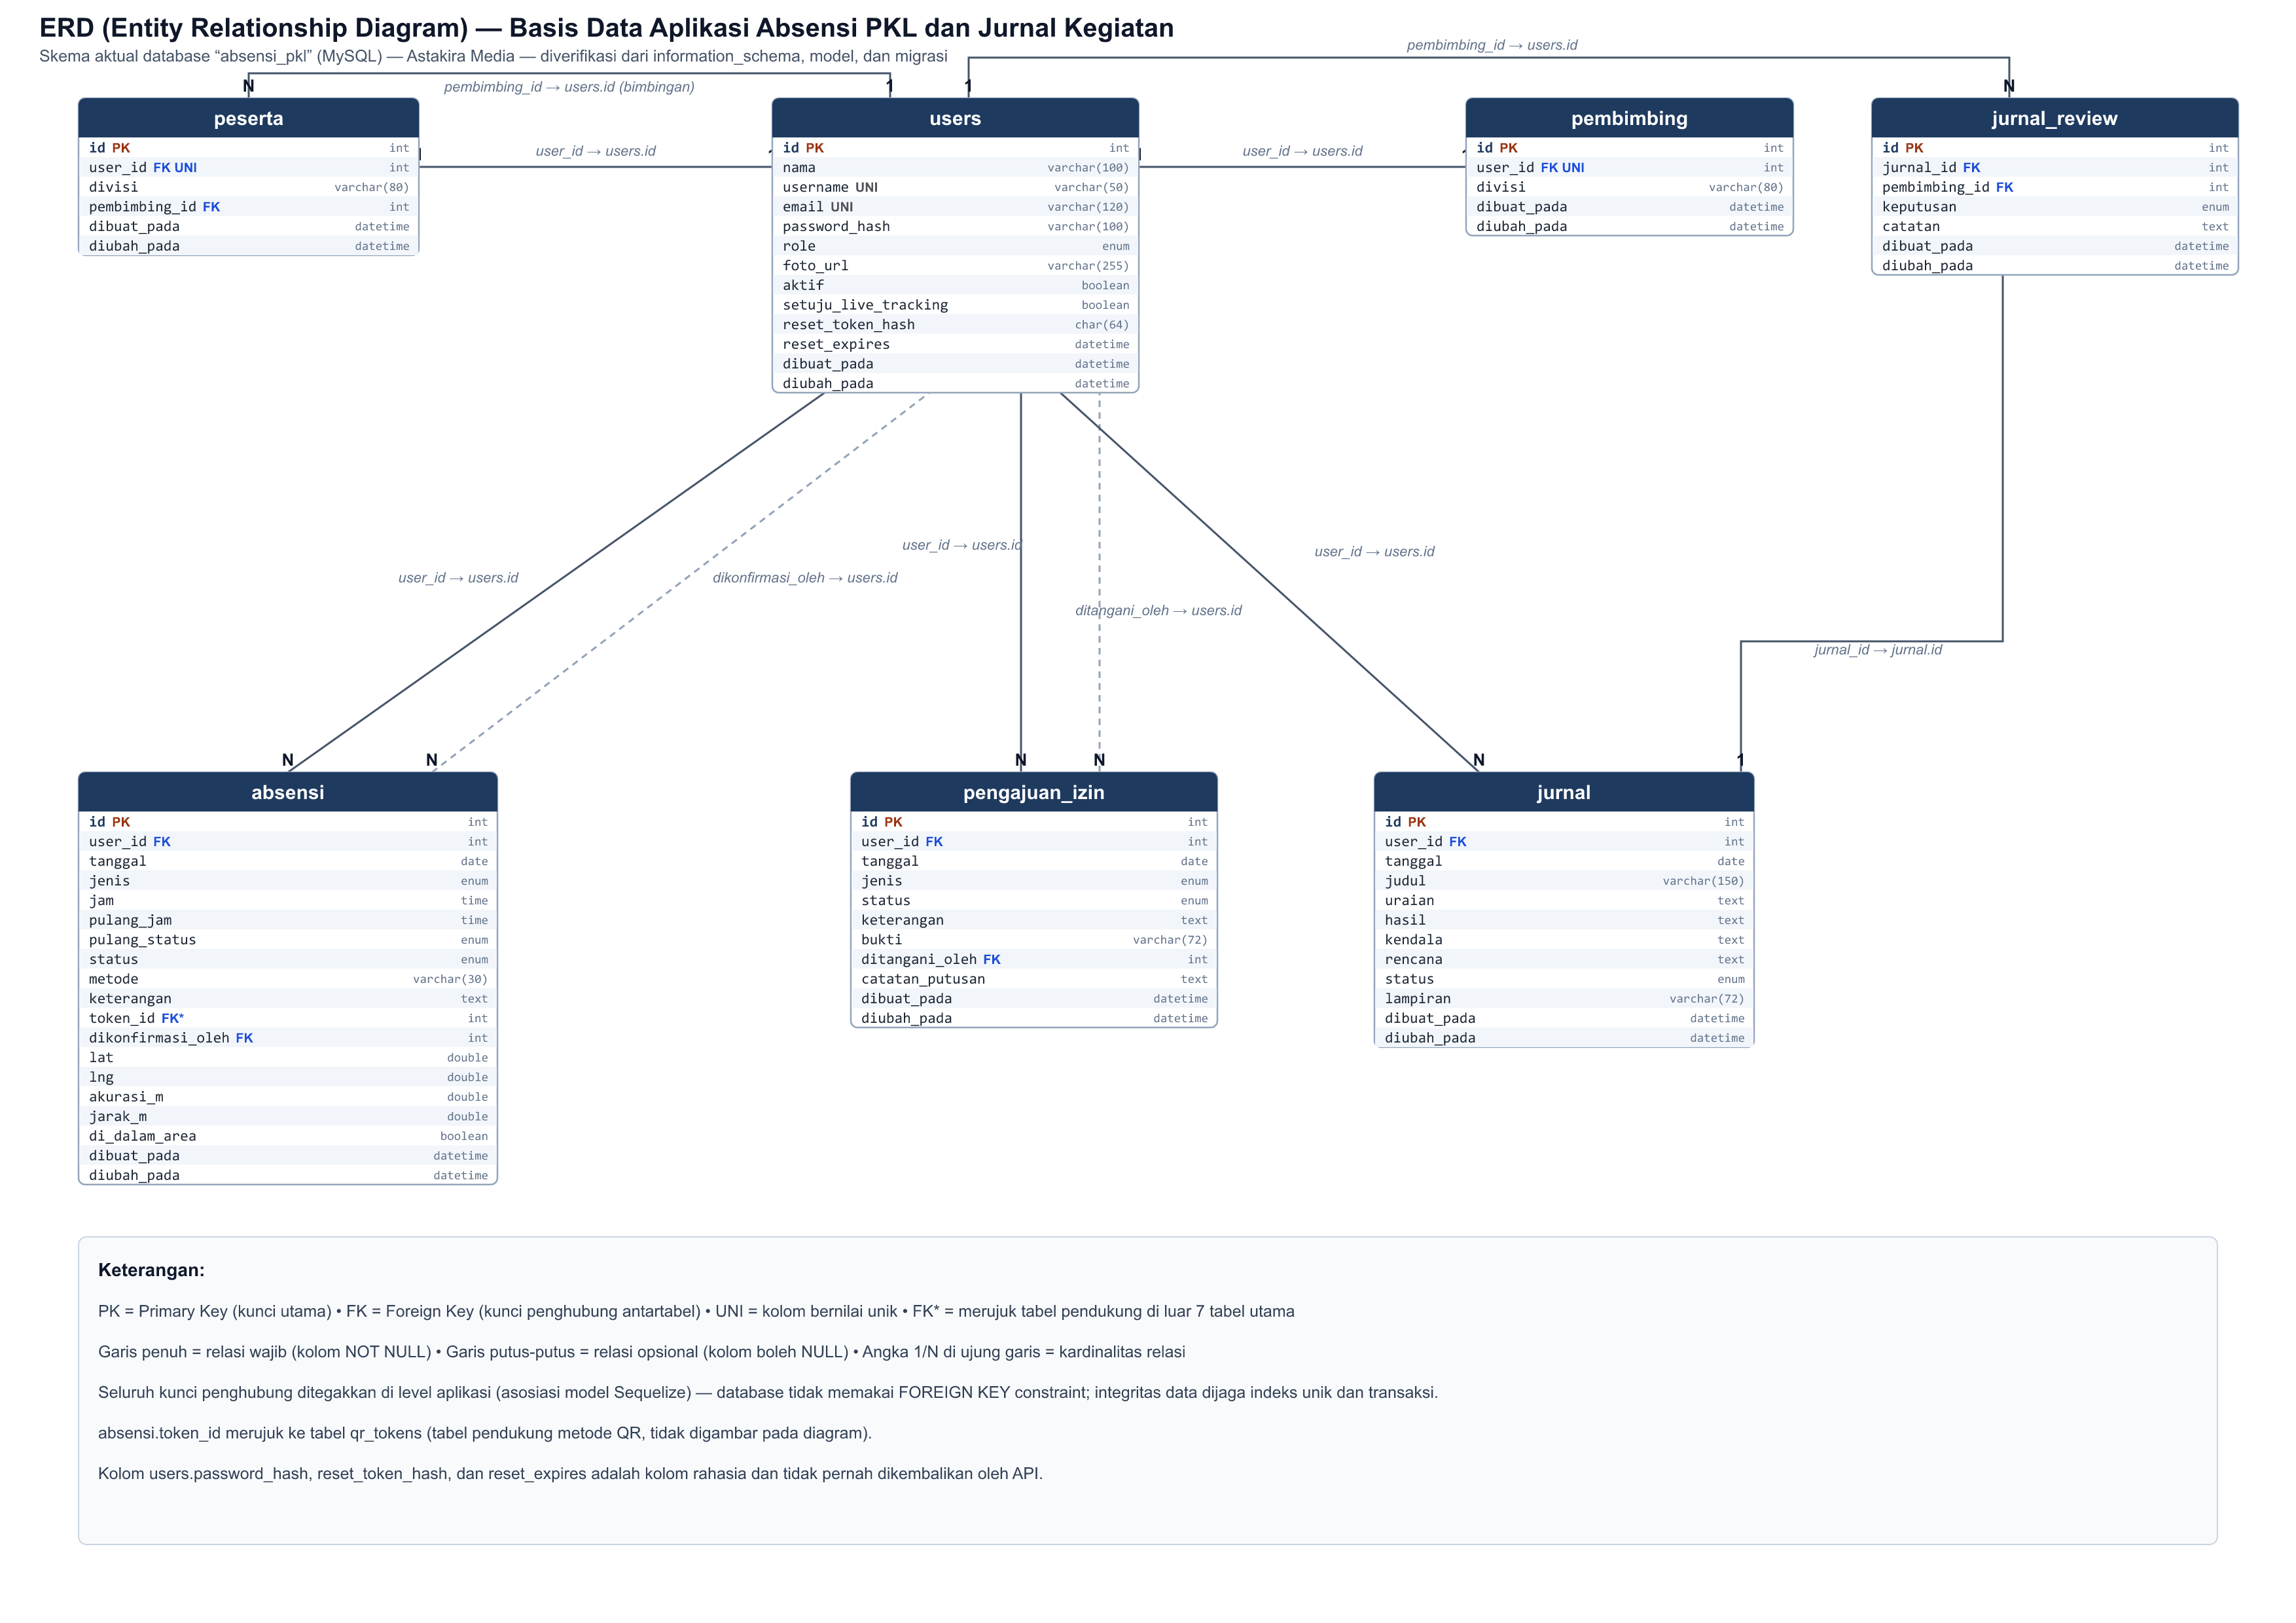 ERD (Entity Relationship Diagram) — Basis Data Aplikasi Absensi PKL dan Jurnal Kegiatan
Skema aktual database “absensi_pkl” (MySQL) — Astakira Media — diverifikasi dari information_schema, model, dan migrasi
pembimbing_id → users.id
N
pembimbing_id → users.id (bimbingan)
1
1
N
peserta
id PK int
user_id FK UNI int
divisi varchar(80)
pembimbing_id FK int
dibuat_pada datetime
diubah_pada datetime
user_id → users.id
users
id PK int
nama varchar(100)
username UNI varchar(50)
email UNI varchar(120)
password_hash varchar(100)
role enum
foto_url varchar(255)
aktif boolean
setuju_live_tracking boolean
reset_token_hash char(64)
reset_expires datetime
dibuat_pada datetime
diubah_pada datetime
user_id → users.id
pembimbing
id PK int
user_id FK UNI int
divisi varchar(80)
dibuat_pada datetime
diubah_pada datetime
jurnal_review
id PK int
jurnal_id FK int
pembimbing_id FK int
keputusan enum
catatan text
dibuat_pada datetime
diubah_pada datetime
user_id → users.id
user_id → users.id
user_id → users.id
dikonfirmasi_oleh → users.id
ditangani_oleh → users.id
jurnal_id → jurnal.id
N
N
N
N
N
1
absensi
id PK int
user_id FK int
tanggal date
jenis enum
jam time
pulang_jam time
pulang_status enum
status enum
metode varchar(30)
keterangan text
token_id FK* int
dikonfirmasi_oleh FK int
lat double
lng double
akurasi_m double
jarak_m double
di_dalam_area boolean
dibuat_pada datetime
diubah_pada datetime
pengajuan_izin
id PK int
user_id FK int
tanggal date
jenis enum
status enum
keterangan text
bukti varchar(72)
ditangani_oleh FK int
catatan_putusan text
dibuat_pada datetime
diubah_pada datetime
jurnal
id PK int
user_id FK int
tanggal date
judul varchar(150)
uraian text
hasil text
kendala text
rencana text
status enum
lampiran varchar(72)
dibuat_pada datetime
diubah_pada datetime
Keterangan:
PK = Primary Key (kunci utama) • FK = Foreign Key (kunci penghubung antartabel) • UNI = kolom bernilai unik • FK* = merujuk tabel pendukung di luar 7 tabel utama
Garis penuh = relasi wajib (kolom NOT NULL) • Garis putus-putus = relasi opsional (kolom boleh NULL) • Angka 1/N di ujung garis = kardinalitas relasi
Seluruh kunci penghubung ditegakkan di level aplikasi (asosiasi model Sequelize) — database tidak memakai FOREIGN KEY constraint; integritas data dijaga indeks unik dan transaksi.
absensi.token_id merujuk ke tabel qr_tokens (tabel pendukung metode QR, tidak digambar pada diagram).
Kolom users.password_hash, reset_token_hash, dan reset_expires adalah kolom rahasia dan tidak pernah dikembalikan oleh API.